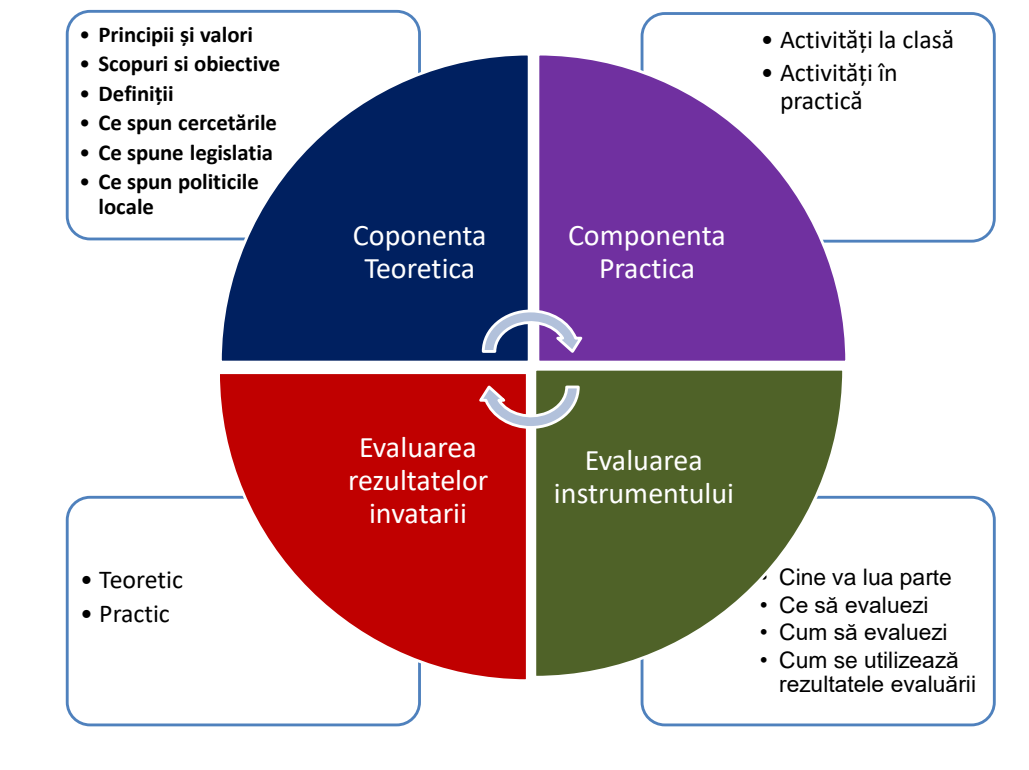 • Principii și valori
• Scopuri si obiective
• Definiții
• Ce spun cercetările
• Ce spune legislatia
• Ce spun politicile
locale
• Activități la clasă
• Activități în
practică
Coponenta
Teoretica
Componenta
Practica
Evaluarea
rezultatelor
invatarii
Evaluarea
instrumentului
• Teoretic
• Practic
• Cine va lua parte
• Ce să evaluezi
• Cum să evaluezi
• Cum se utilizează
rezultatele evaluării